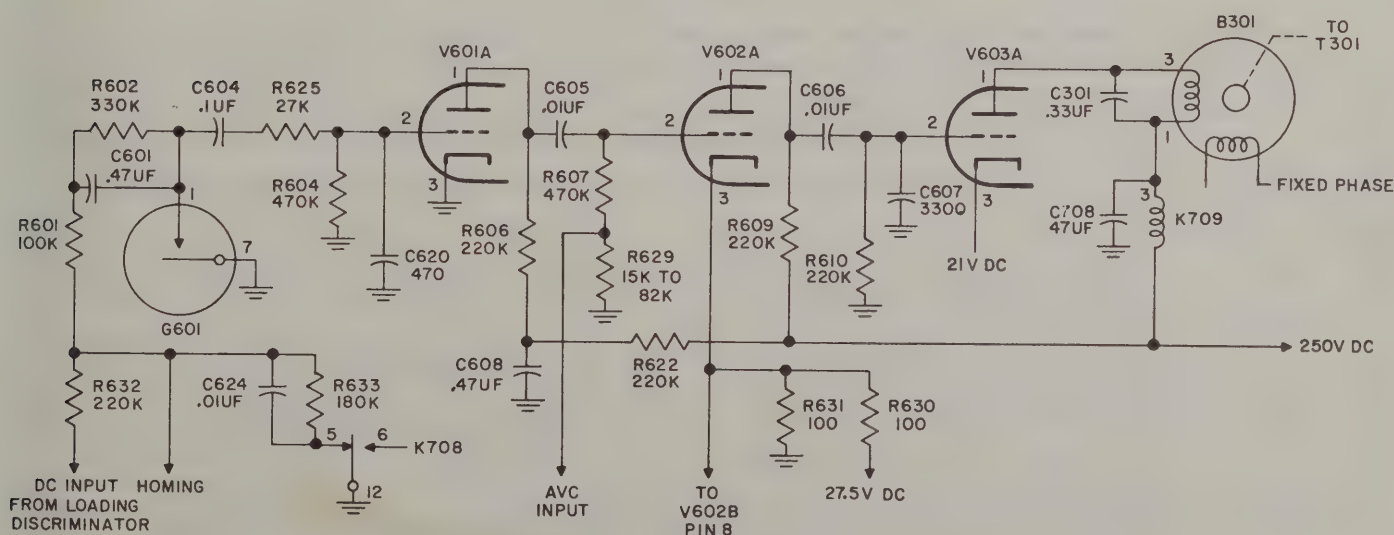 B301
TO
T301
V601A
V602A
V603A
R602
330K
C604
.1UF
R625
27K
1
C605
.01UF
1
C606
.01UF
1
3
C301
.33UF
1
2
2
2
C601
.47UF
1
R604
470K
3
R607
470K
3
C607
3300
3
FIXED PHASE
R601
100K
7
C620
470
R606
220K
R609
220K
R610
220K
C708
47UF
3
K709
R629
15K TO
82K
21V DC
G601
250V DC
R632
220K
C624
.01UF
R633
180K
C608
.47UF
R622
220K
R631
100
R630
100
5
6
K708
12
DC INPUT
FROM LOADING
DISCRIMINATOR
HOMING
AVC
INPUT
TO
V602B
PIN 8
27.5V DC